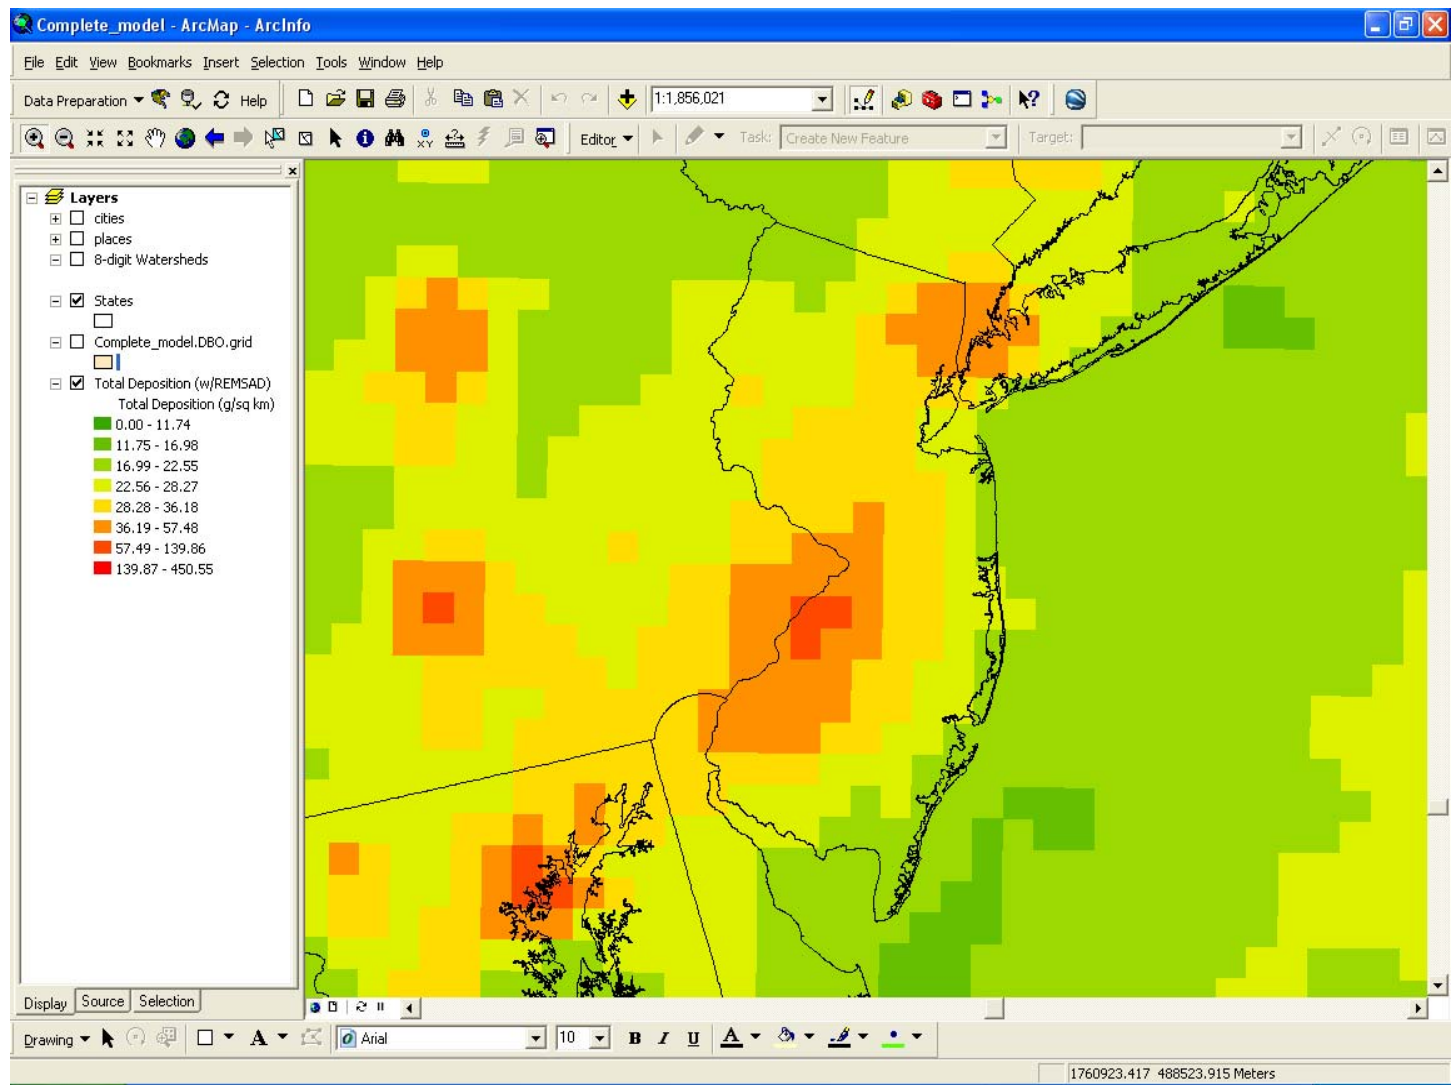 Complete_model - ArcMap - ArcInfo
File Edit View Bookmarks Insert Selection Tools Window Help
Data Preparation Help 1:1,856,021
Editor Task: Create New Feature Target:
Layers
cities
places
8-digit Watersheds
States
Complete_model.DBO.grid
Total Deposition (w/REMSAD)
Total Deposition (g/sq km)
0.00 - 11.74
11.75 - 16.98
16.99 - 22.55
22.56 - 28.27
28.28 - 36.18
36.19 - 57.48
57.49 - 139.86
139.87 - 450.55
Display Source Selection
Drawing A Arial 10 B I U A
1760923.417 488523.915 Meters